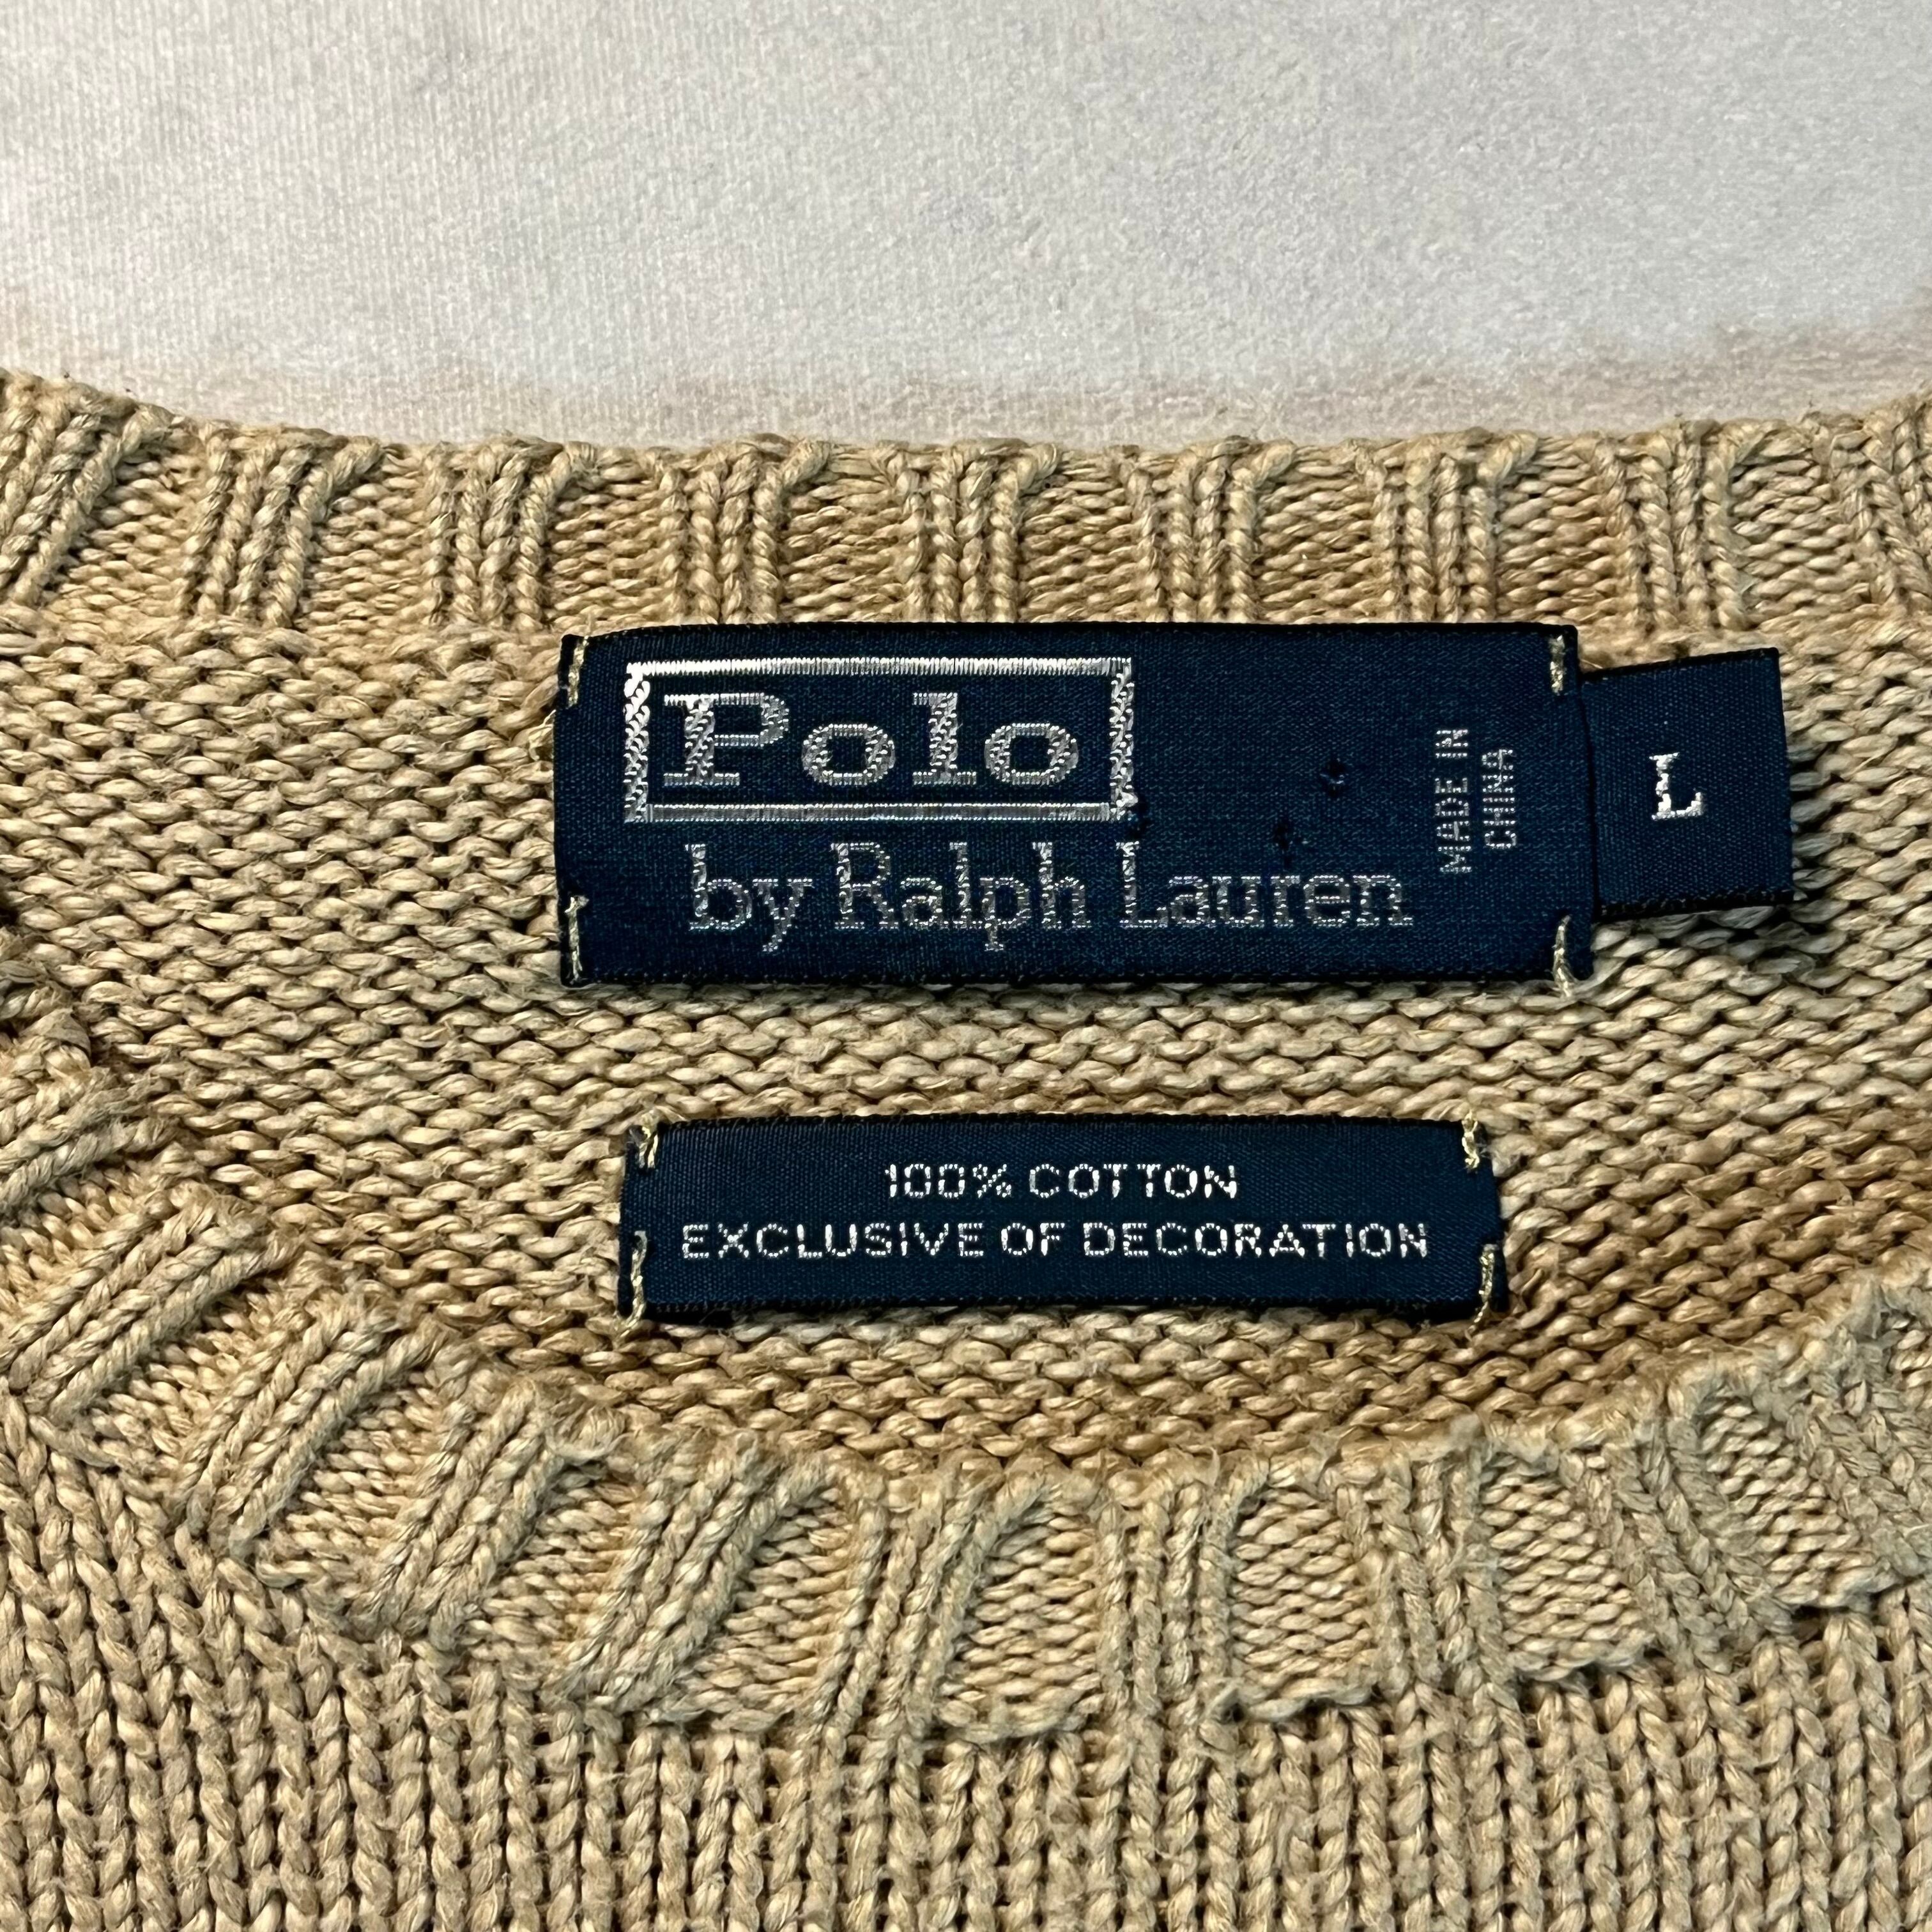 Polo
by Ralph Lauren
MADE IN
CHINA
L
100% COTTON
EXCLUSIVE OF DECORATION